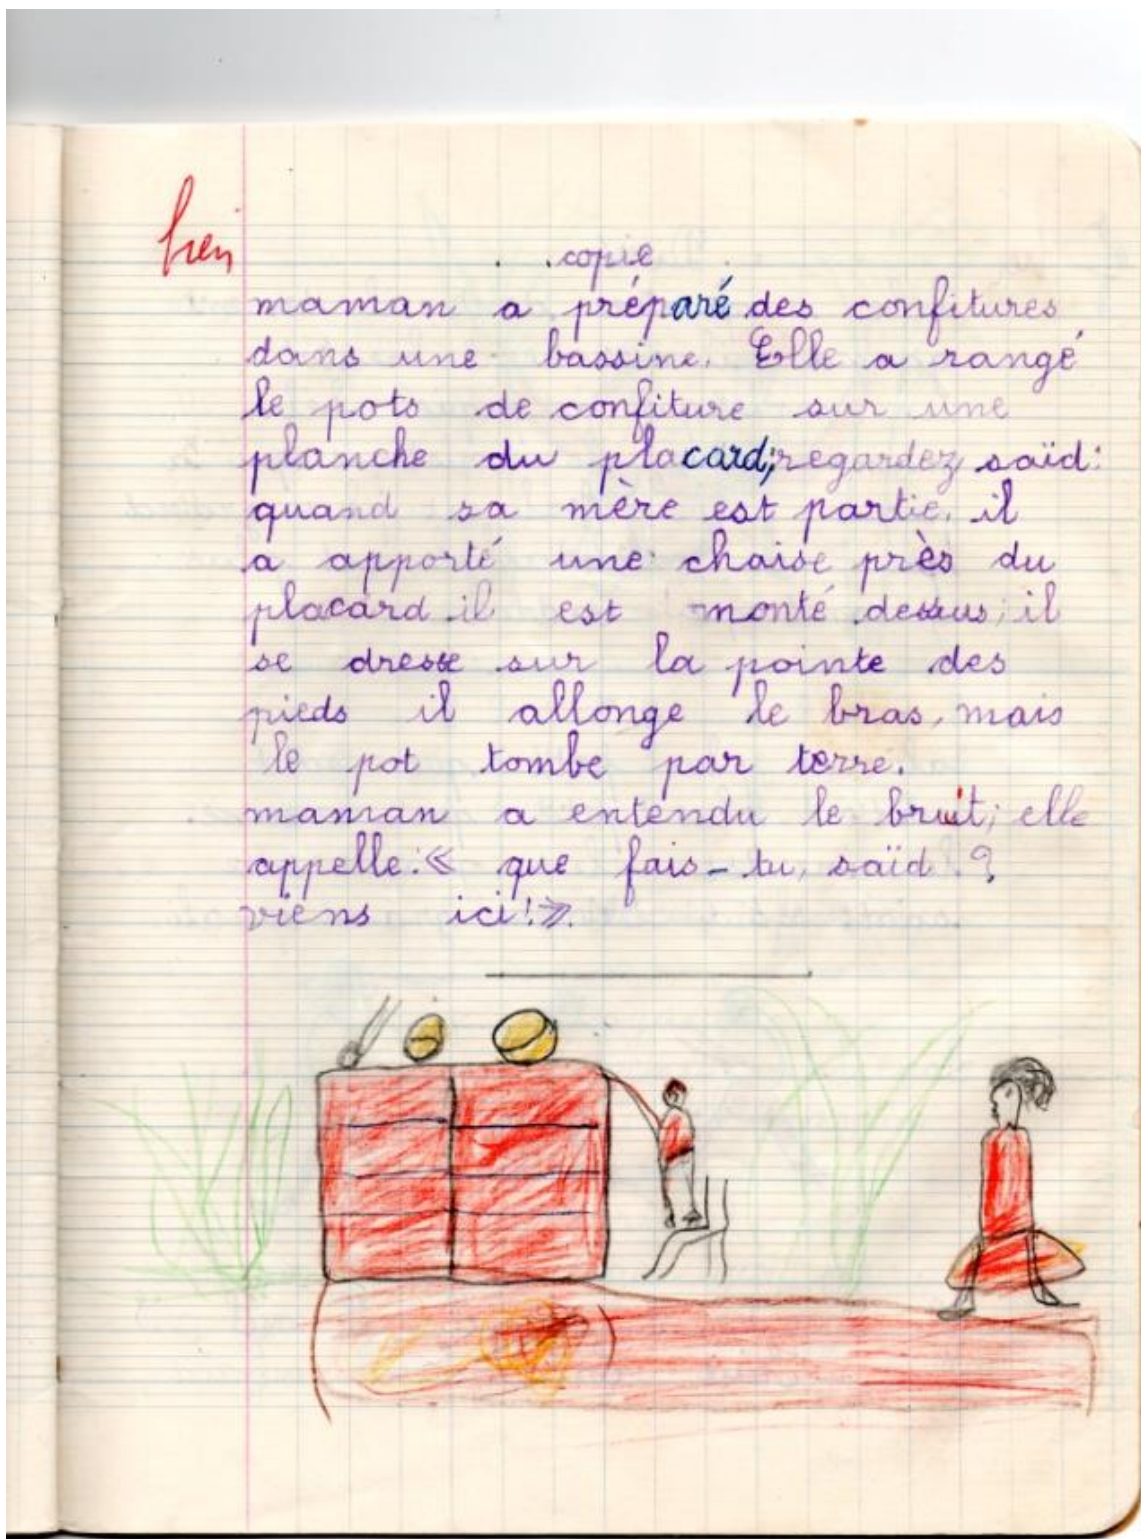 bien
copie
maman a préparé des confitures
dans une bassine. Elle a rangé
le pots de confiture sur une
planche du placard; regardez saïd:
quand sa mère est partie. il
a apporté une chaise près du
placard il est monté dessus; il
se dresse sur la pointe des
pieds il allonge le bras, mais
le pot tombe par terre.
maman a entendu le bruit; elle
appelle: « que fais-tu, saïd ?
viens ici! ».